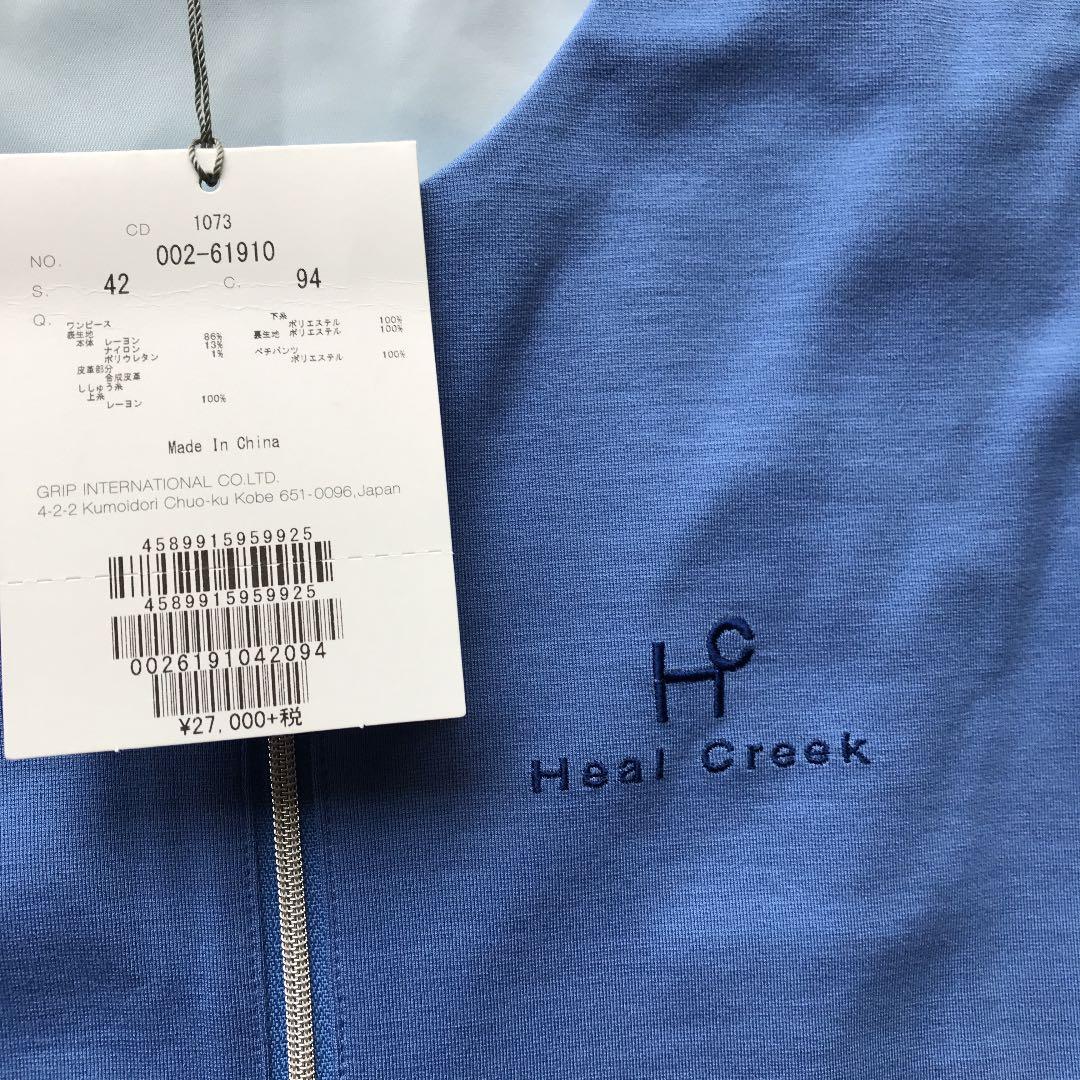 CD 1073
NO. 002-61910
S. 42 C. 94
Q.
ワンピース
表生地
本体 レーヨン 86%
ナイロン 13%
ポリウレタン 1%
皮革部分
合成皮革
ししゅう糸
上糸
レーヨン 100%
下糸
ポリエステル 100%
裏生地 ポリエステル 100%
ペチパンツ
ポリエステル 100%
Made In China
GRIP INTERNATIONAL CO.LTD.
4-2-2 Kumoidori Chuo-ku Kobe 651-0096,Japan
4589915959925
4589915959925
0026191042094
¥27,000+税
Hc
Heal Creek